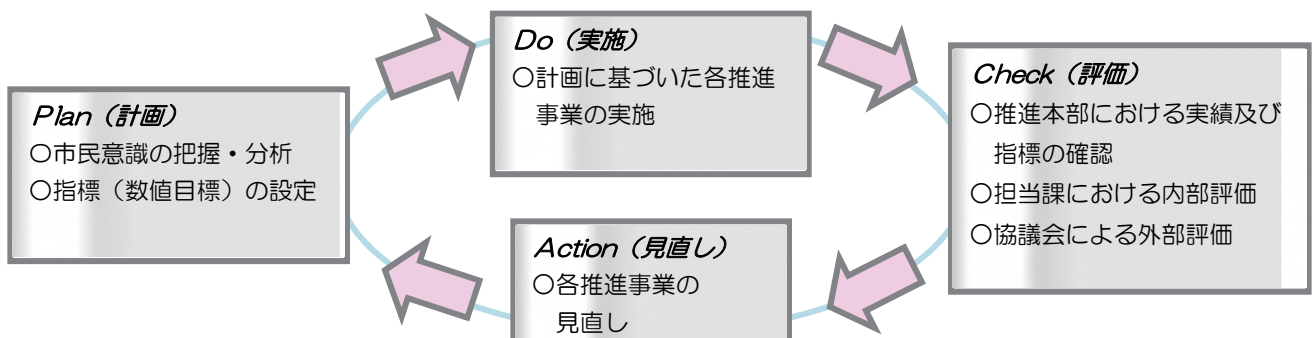 Plan（計画）
○市民意識の把握・分析
○指標（数値目標）の設定
Do（実施）
○計画に基づいた各推進
事業の実施
Check（評価）
○推進本部における実績及び
指標の確認
○担当課における内部評価
○協議会による外部評価
Action（見直し）
○各推進事業の
見直し